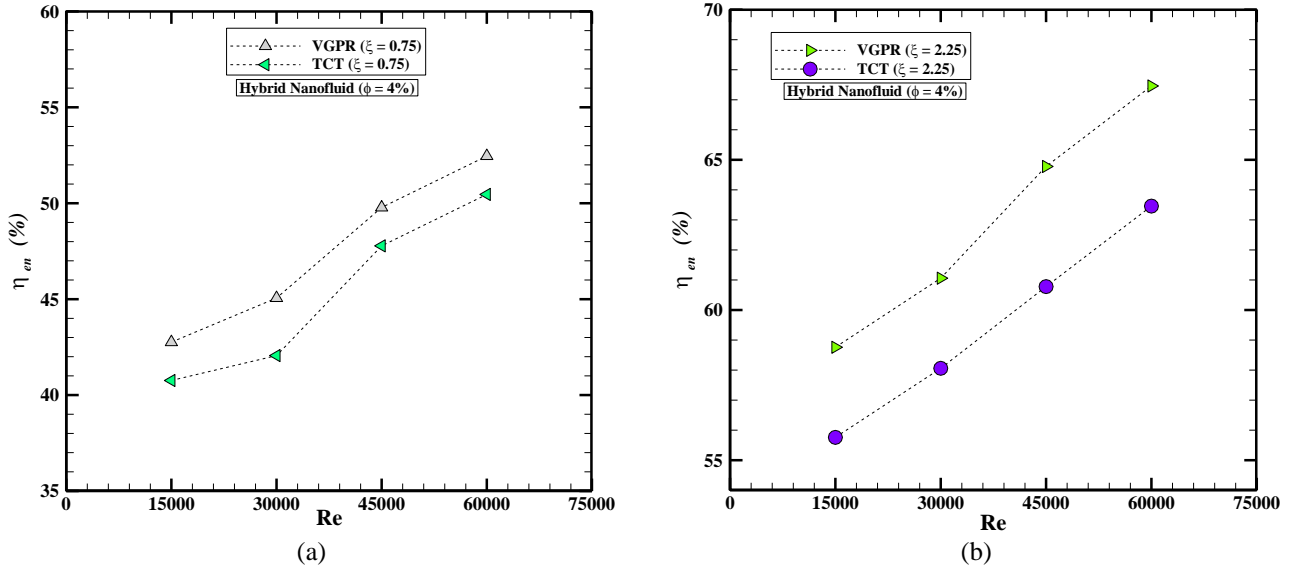 60
55
50
45
40
35
η en (%)
VGPR (ξ = 0.75)
TCT (ξ = 0.75)
Hybrid Nanofluid (ϕ = 4%)
0 15000 30000 45000 60000 75000
Re
(a)
70
65
60
55
η en (%)
VGPR (ξ = 2.25)
TCT (ξ = 2.25)
Hybrid Nanofluid (ϕ = 4%)
0 15000 30000 45000 60000 75000
Re
(b)